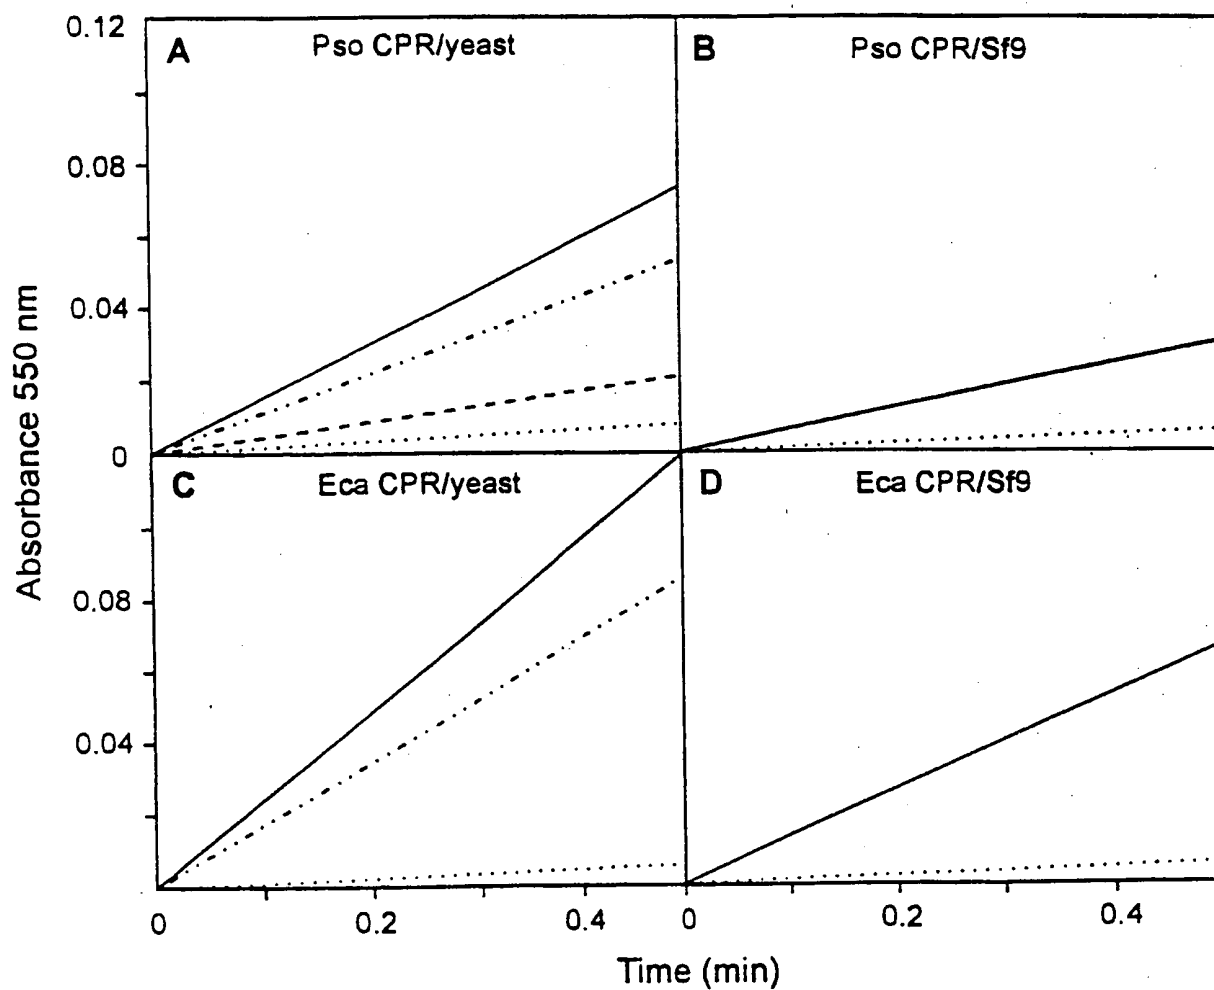 0.12
A
Pso CPR/yeast
B
Pso CPR/Sf9
0.08
0.04
0
Absorbance 550 nm
C
Eca CPR/yeast
D
Eca CPR/Sf9
0.08
0.04
0
0.2
0.4
0
0.2
0.4
Time (min)